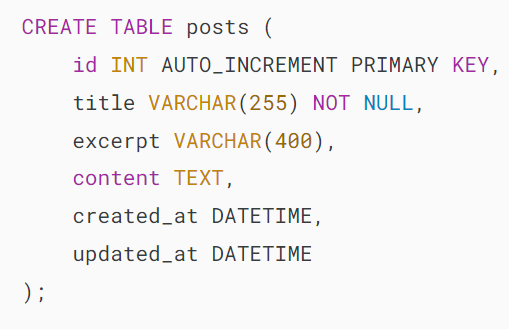 CREATE TABLE posts (
    id INT AUTO_INCREMENT PRIMARY KEY,
    title VARCHAR(255) NOT NULL,
    excerpt VARCHAR(400),
    content TEXT,
    created_at DATETIME,
    updated_at DATETIME
);